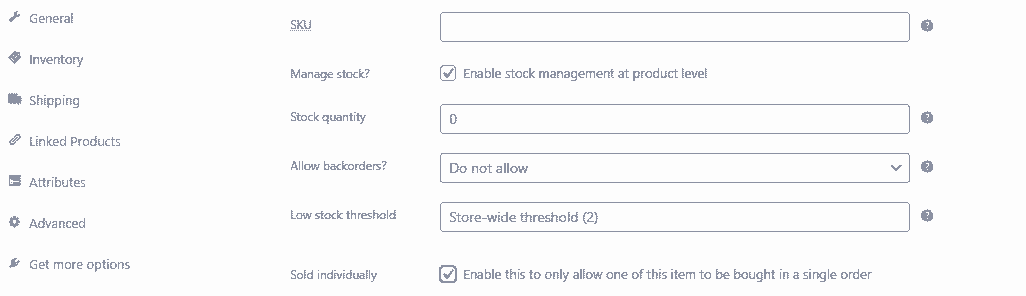 General
Inventory
Shipping
Linked Products
Attributes
Advanced
Get more options
SKU
Manage stock? Enable stock management at product level
Stock quantity 0
Allow backorders? Do not allow
Low stock threshold Store-wide threshold (2)
Sold individually Enable this to only allow one of this item to be bought in a single order